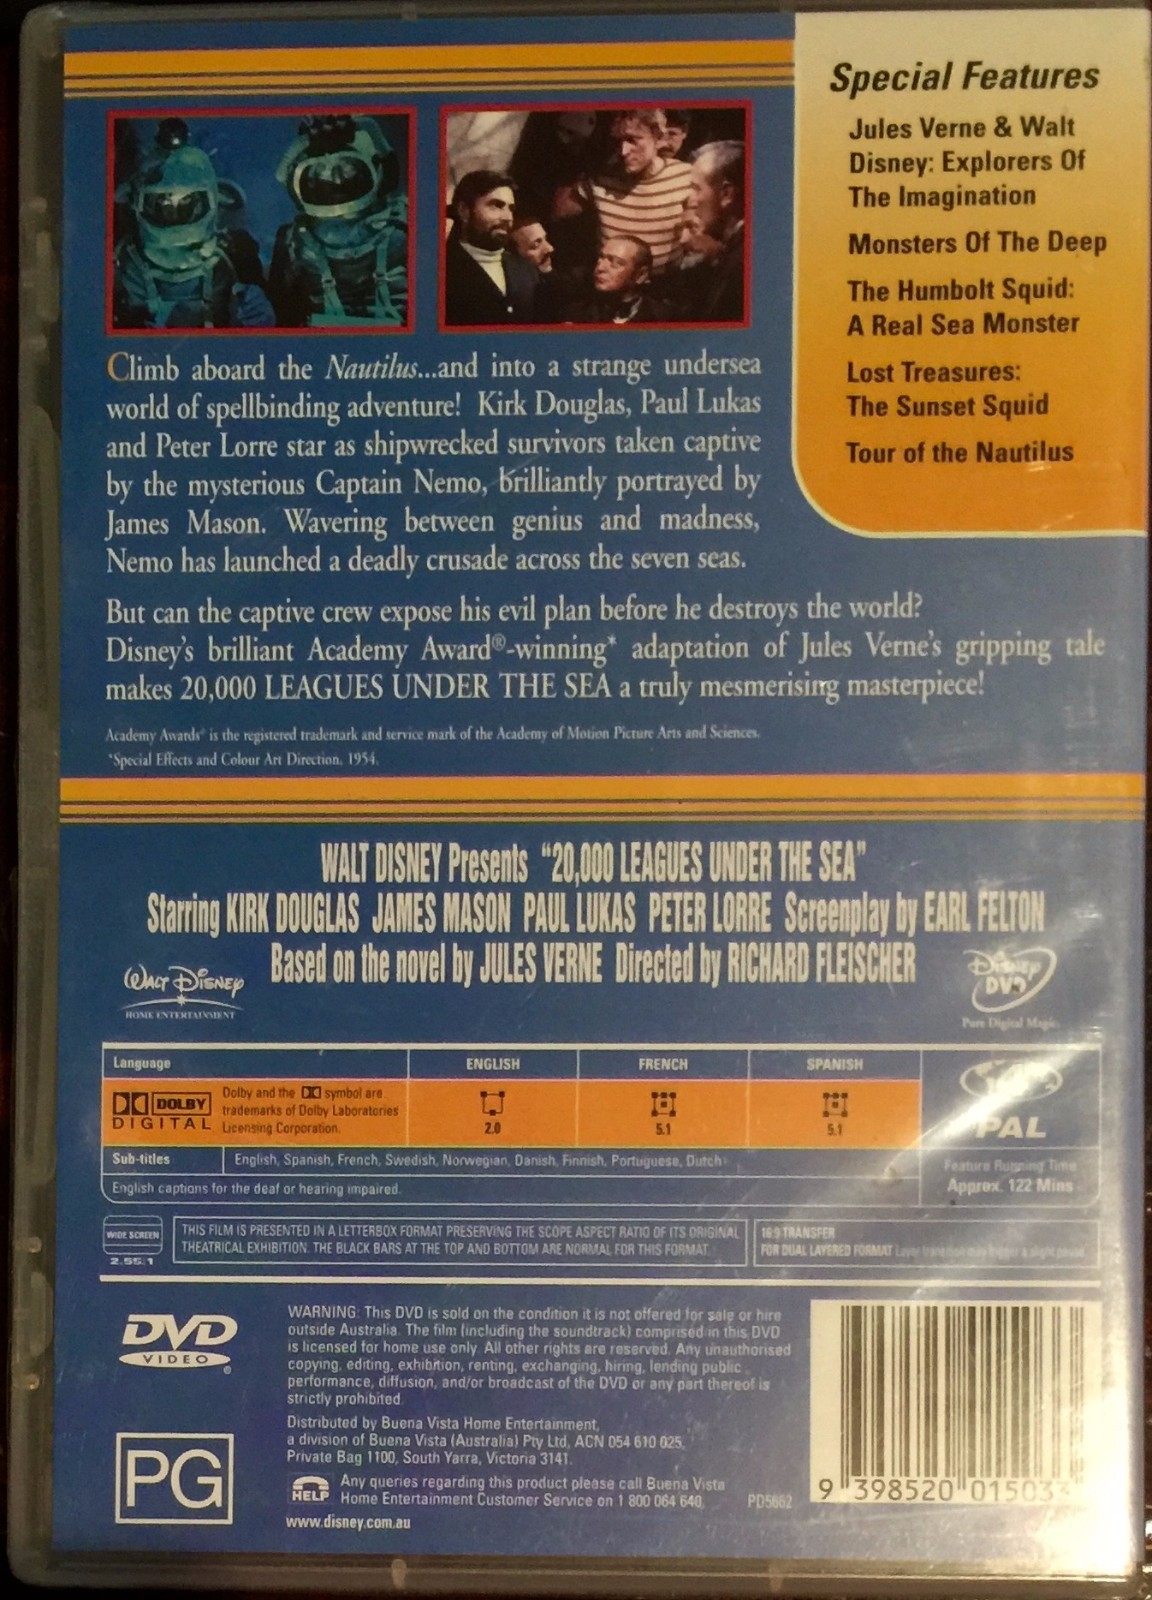 Special Features
Jules Verne & Walt
Disney: Explorers Of
The Imagination
Monsters Of The Deep
The Humbolt Squid:
A Real Sea Monster
Lost Treasures:
The Sunset Squid
Tour of the Nautilus
Climb aboard the Nautilus...and into a strange undersea
world of spellbinding adventure! Kirk Douglas, Paul Lukas
and Peter Lorre star as shipwrecked survivors taken captive
by the mysterious Captain Nemo, brilliantly portrayed by
James Mason. Wavering between genius and madness,
Nemo has launched a deadly crusade across the seven seas.
But can the captive crew expose his evil plan before he destroys the world?
Disney's brilliant Academy Award®-winning* adaptation of Jules Verne's gripping tale
makes 20,000 LEAGUES UNDER THE SEA a truly mesmerising masterpiece!
Academy Awards® is the registered trademark and service mark of the Academy of Motion Picture Arts and Sciences.
*Special Effects and Colour Art Direction, 1954.
WALT DISNEY Presents "20,000 LEAGUES UNDER THE SEA"
Starring KIRK DOUGLAS JAMES MASON PAUL LUKAS PETER LORRE Screenplay by EARL FELTON
Based on the novel by JULES VERNE Directed by RICHARD FLEISCHER
WALT DISNEY
HOME ENTERTAINMENT
Disney
DVD
Pure Digital Magic
Language ENGLISH FRENCH SPANISH
DOLBY
DIGITAL
Dolby and the symbol are
trademarks of Dolby Laboratories
Licensing Corporation.
2.0 5.1 5.1
PAL
Sub-titles English, Spanish, French, Swedish, Norwegian, Danish, Finnish, Portuguese, Dutch
English captions for the deaf or hearing impaired.
Feature Running Time
Approx. 122 Mins
WIDE SCREEN
2.55:1
THIS FILM IS PRESENTED IN A LETTERBOX FORMAT PRESERVING THE SCOPE ASPECT RATIO OF ITS ORIGINAL
THEATRICAL EXHIBITION. THE BLACK BARS AT THE TOP AND BOTTOM ARE NORMAL FOR THIS FORMAT.
16:9 TRANSFER
FOR DUAL LAYERED FORMAT Layer transition may trigger a slight pause
DVD
VIDEO
WARNING: This DVD is sold on the condition it is not offered for sale or hire
outside Australia. The film (including the soundtrack) comprised in this DVD
is licensed for home use only. All other rights are reserved. Any unauthorised
copying, editing, exhibition, renting, exchanging, hiring, lending public
performance, diffusion, and/or broadcast of the DVD or any part thereof is
strictly prohibited.
Distributed by Buena Vista Home Entertainment,
a division of Buena Vista (Australia) Pty Ltd, ACN 054 610 025,
Private Bag 1100, South Yarra, Victoria 3141.
PG
HELP
Any queries regarding this product please call Buena Vista
Home Entertainment Customer Service on 1 800 064 640.
PD5662
www.disney.com.au
9 398520 01503